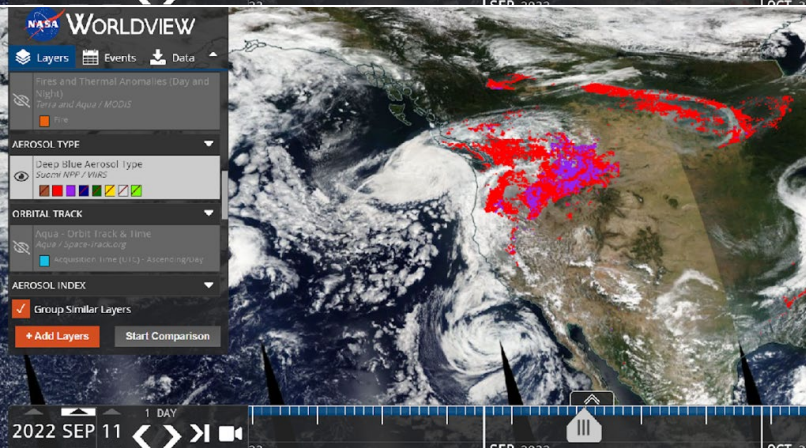 SEP 2022
NASA WORLDVIEW
Layers Events Data
Fires and Thermal Anomalies (Day and
Night)
Terra and Aqua / MODIS
Fire
AEROSOL TYPE
Deep Blue Aerosol Type
Suomi NPP / VIIRS
ORBITAL TRACK
Aqua - Orbit Track & Time
Aqua / Space-Track.org
Acquisition Time (UTC) - Ascending/Day
AEROSOL INDEX
Group Similar Layers
+ Add Layers Start Comparison
1 DAY
2022 SEP 11